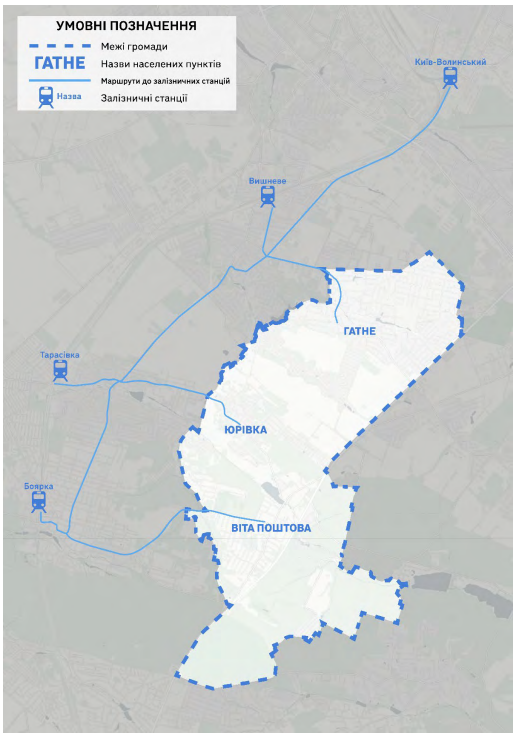 УМОВНІ ПОЗНАЧЕННЯ
Межі громади
ГАТНЕ Назви населених пунктів
Маршрути до залізничних станцій
Назва Залізничні станції
Київ-Волинський
Вишневе
ГАТНЕ
Тарасівка
ЮРІВКА
Боярка
ВІТА ПОШТОВА